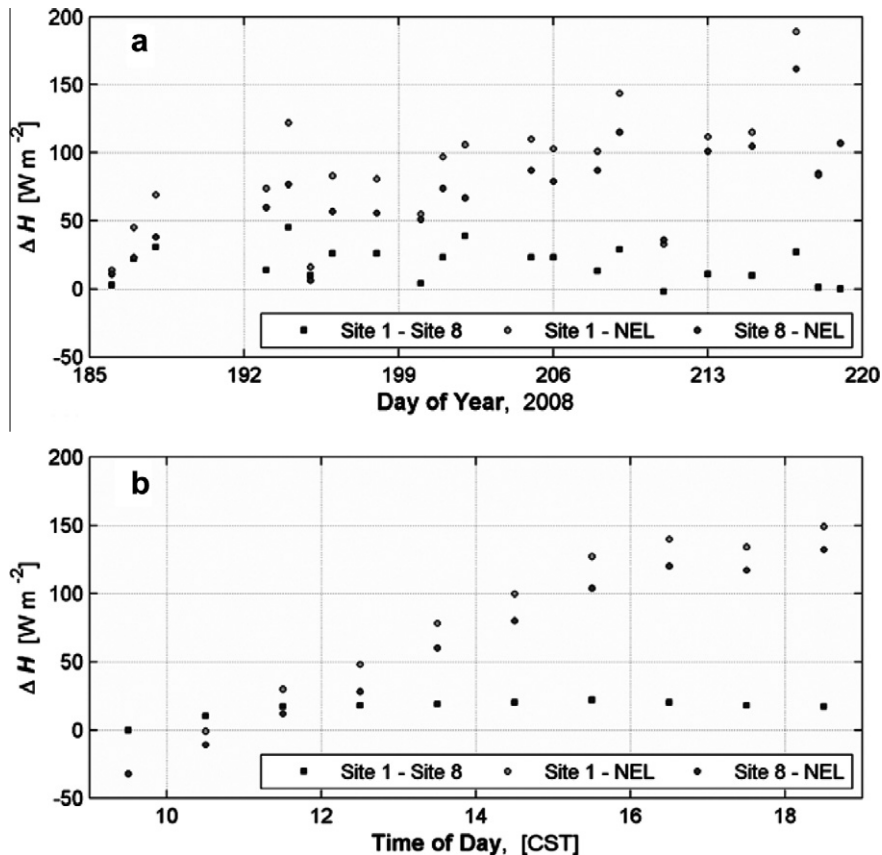 a
200
150
100
50
0
-50
Δ H [W m⁻²]
Site 1 - Site 8 Site 1 - NEL Site 8 - NEL
185 192 199 206 213 220
Day of Year, 2008
b
200
150
100
50
0
-50
Δ H [W m⁻²]
Site 1 - Site 8 Site 1 - NEL Site 8 - NEL
10 12 14 16 18
Time of Day, [CST]